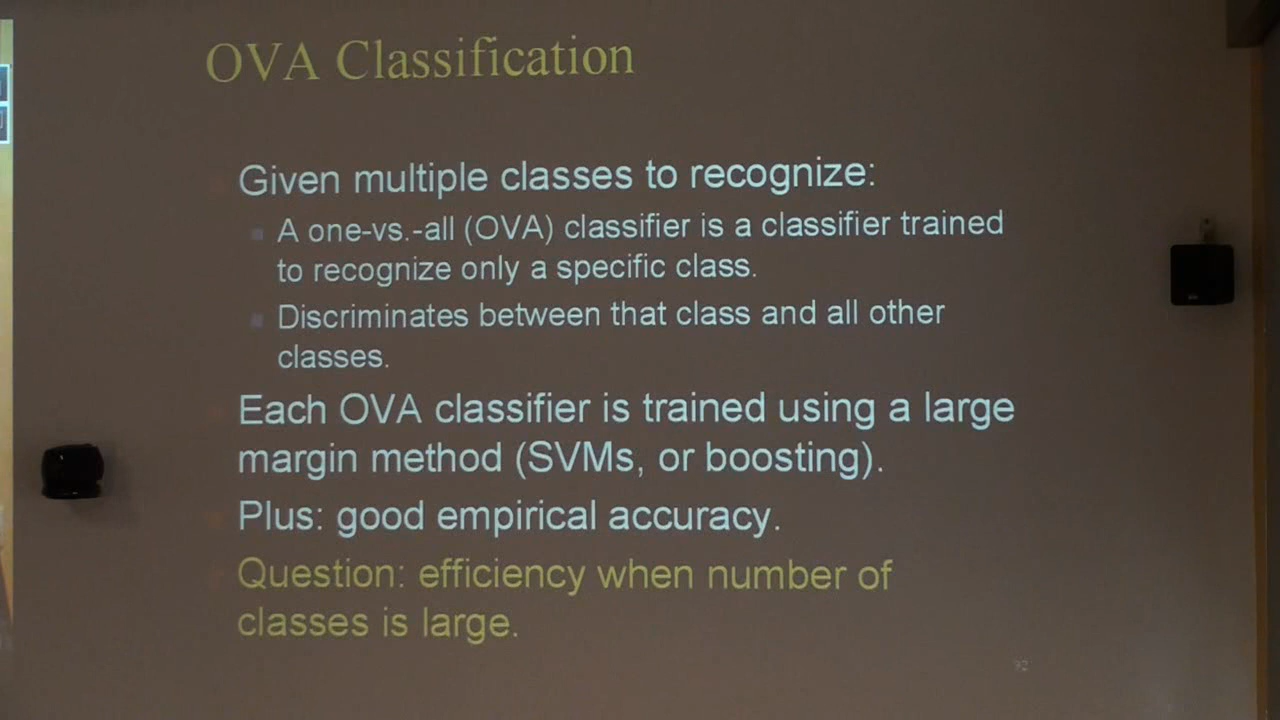 OVA Classification
Given multiple classes to recognize:
A one-vs.-all (OVA) classifier is a classifier trained
to recognize only a specific class.
Discriminates between that class and all other
classes.
Each OVA classifier is trained using a large
margin method (SVMs, or boosting).
Plus: good empirical accuracy.
Question: efficiency when number of
classes is large.
92